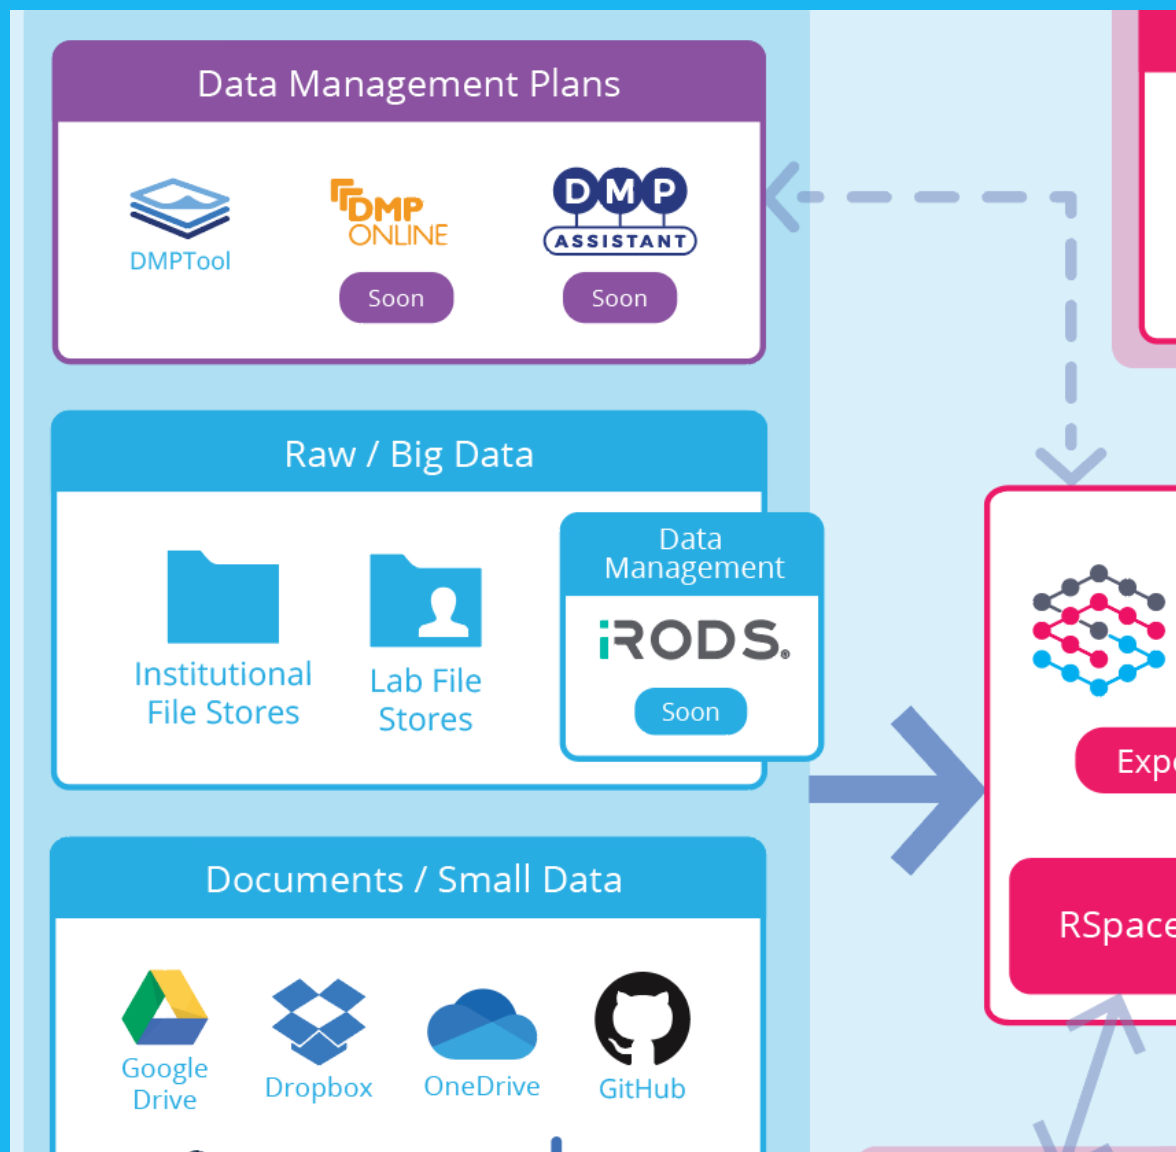 Data Management Plans
DMPTool
DMP
ONLINE
Soon
DMP
ASSISTANT
Soon
Raw / Big Data
Institutional
File Stores
Lab File
Stores
Data
Management
iRODS®
Soon
Documents / Small Data
Google
Drive
Dropbox
OneDrive
GitHub
RSpace